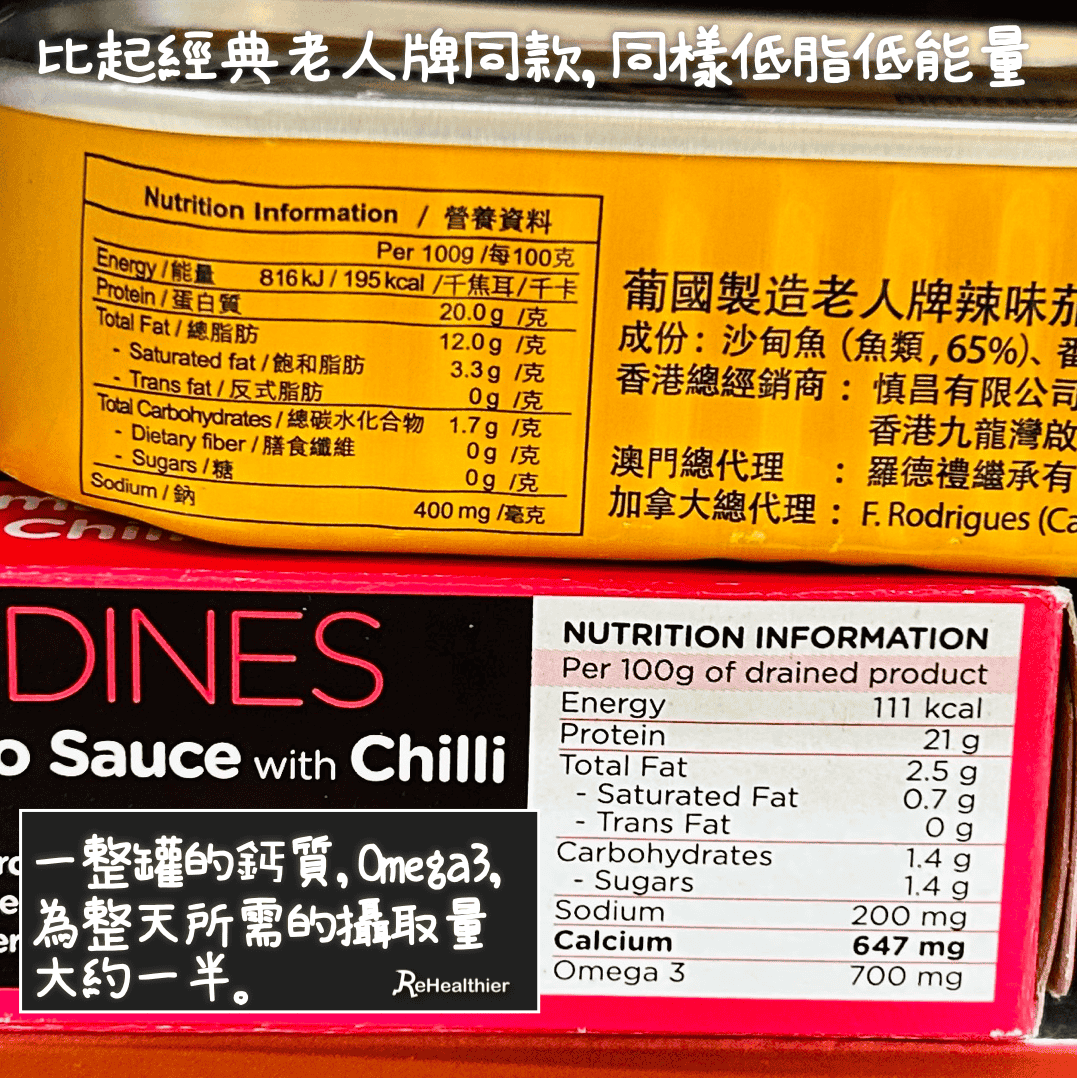 比起經典老人牌同款, 同樣低脂低能量
Nutrition Information / 營養資料
Per 100g /每100克
Energy /能量 816kJ / 195kcal /千焦耳/千卡
Protein / 蛋白質 20.0g /克
Total Fat / 總脂肪 12.0g /克
- Saturated fat / 飽和脂肪 3.3g /克
- Trans fat / 反式脂肪 0g /克
Total Carbohydrates / 總碳水化合物 1.7g /克
- Dietary fiber / 膳食纖維 0g /克
- Sugars / 糖 0g /克
Sodium / 鈉 400 mg /毫克
葡國製造老人牌辣味茄
成份：沙甸魚 (魚類, 65%)、番
香港總經銷商： 慎昌有限公司
香港九龍灣啟
澳門總代理 ： 羅德禮繼承有
加拿大總代理： F. Rodrigues (Ca
DINES
o Sauce with Chilli
NUTRITION INFORMATION
Per 100g of drained product
Energy 111 kcal
Protein 21 g
Total Fat 2.5 g
- Saturated Fat 0.7 g
- Trans Fat 0 g
Carbohydrates 1.4 g
- Sugars 1.4 g
Sodium 200 mg
Calcium 647 mg
Omega 3 700 mg
一整罐的鈣質, Omega3,
為整天所需的攝取量
大約一半。
ReHealthier